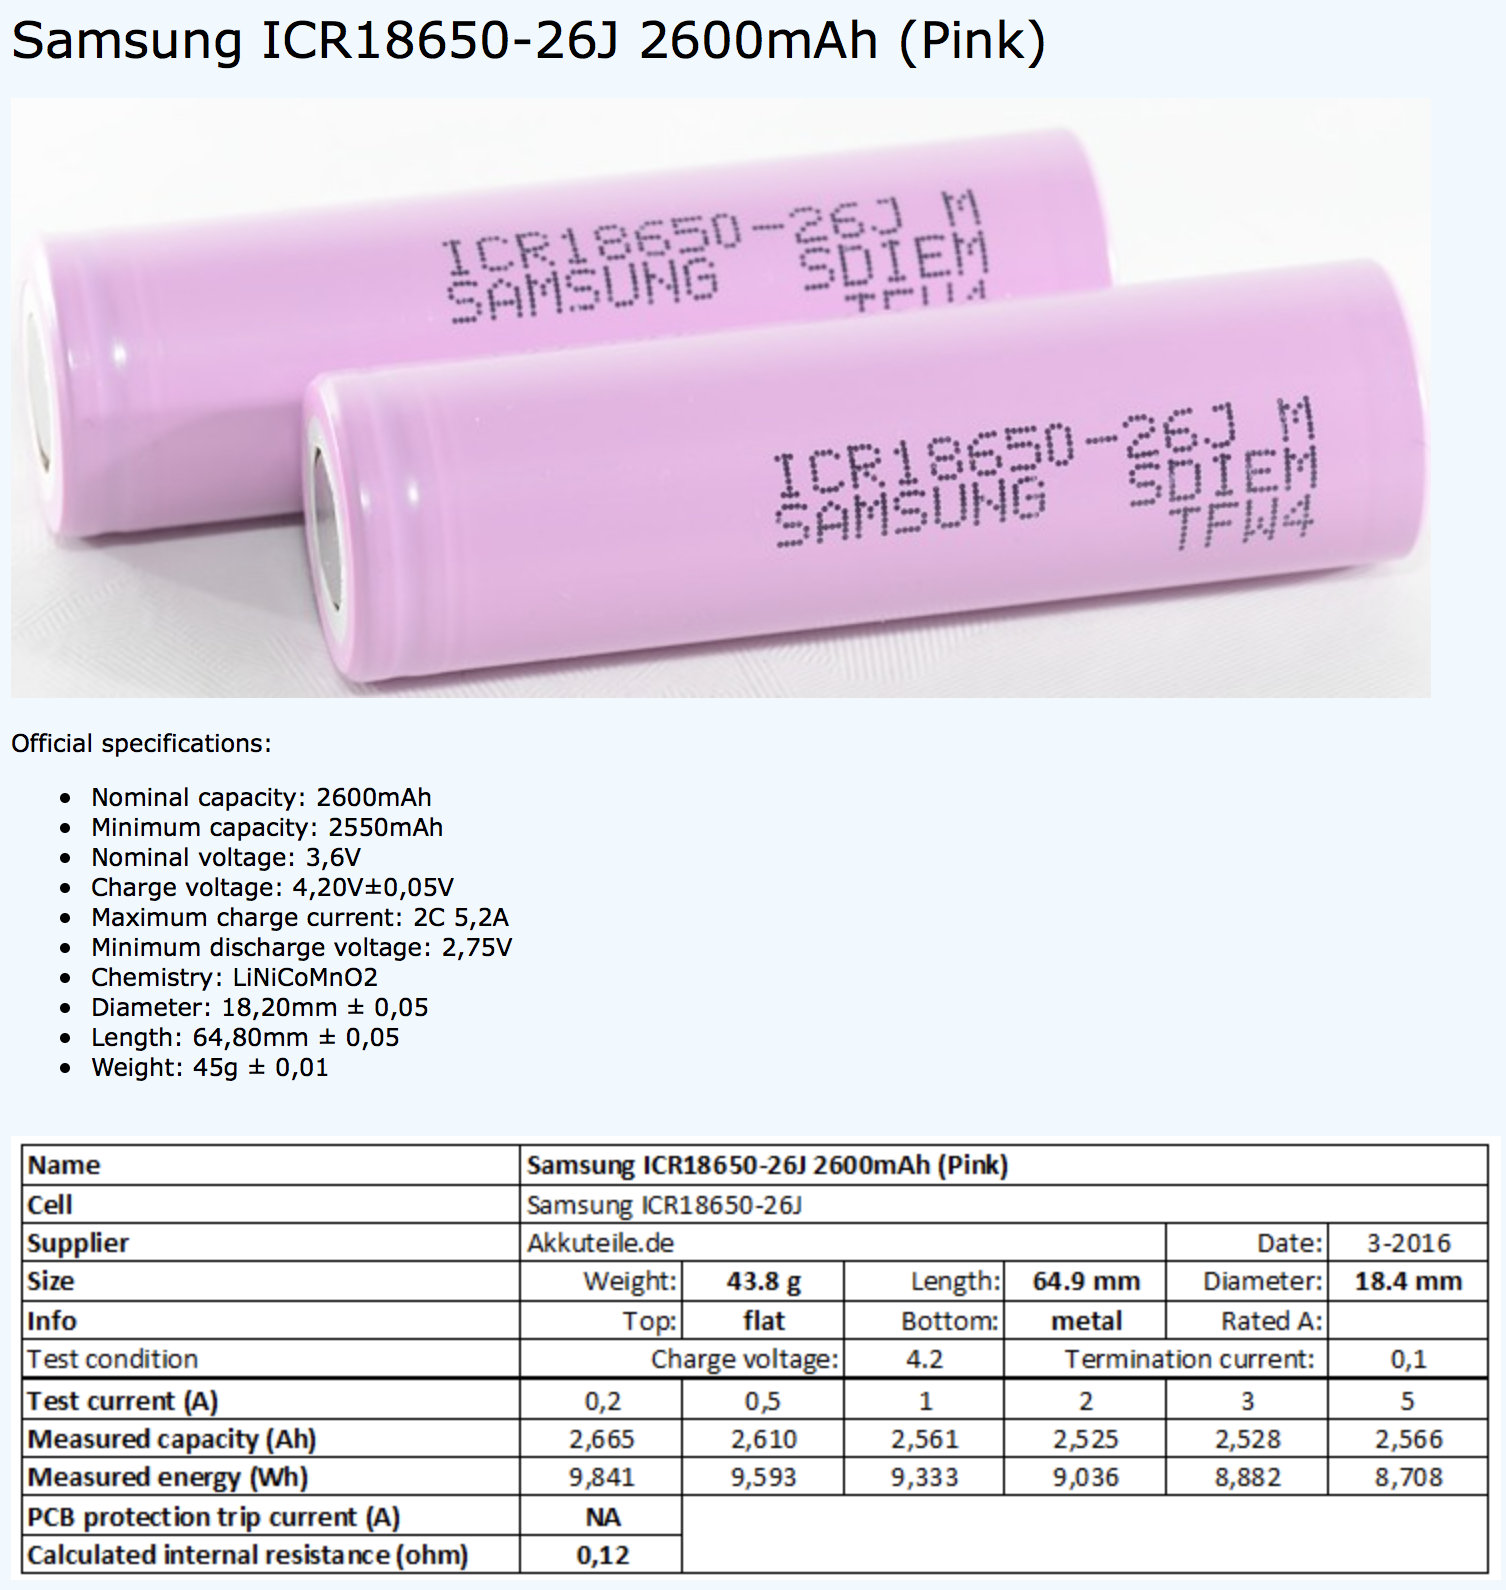 Samsung ICR18650-26J 2600mAh (Pink)
ICR18650-26J M
SAMSUNG SDIEM
ICR18650-26J M
SAMSUNG SDIEM
TFW4
Official specifications:
• Nominal capacity: 2600mAh
• Minimum capacity: 2550mAh
• Nominal voltage: 3,6V
• Charge voltage: 4,20V±0,05V
• Maximum charge current: 2C 5,2A
• Minimum discharge voltage: 2,75V
• Chemistry: LiNiCoMnO2
• Diameter: 18,20mm ± 0,05
• Length: 64,80mm ± 0,05
• Weight: 45g ± 0,01
Name Samsung ICR18650-26J 2600mAh (Pink)
Cell Samsung ICR18650-26J
Supplier Akkuteile.de Date: 3-2016
Size Weight: 43.8 g Length: 64.9 mm Diameter: 18.4 mm
Info Top: flat Bottom: metal Rated A:
Test condition Charge voltage: 4.2 Termination current: 0,1
Test current (A) 0,2 0,5 1 2 3 5
Measured capacity (Ah) 2,665 2,610 2,561 2,525 2,528 2,566
Measured energy (Wh) 9,841 9,593 9,333 9,036 8,882 8,708
PCB protection trip current (A) NA
Calculated internal resistance (ohm) 0,12